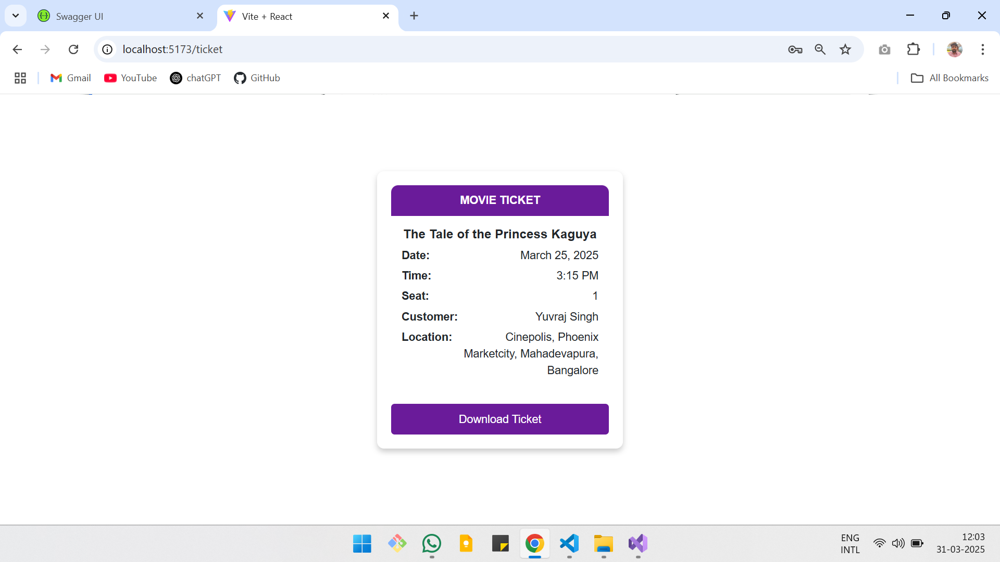 Swagger UI
Vite + React
localhost:5173/ticket
Gmail
YouTube
chatGPT
GitHub
All Bookmarks
MOVIE TICKET
The Tale of the Princess Kaguya
Date: March 25, 2025
Time: 3:15 PM
Seat: 1
Customer: Yuvraj Singh
Location: Cinepolis, Phoenix
Marketcity, Mahadevapura,
Bangalore
Download Ticket
ENG
INTL
12:03
31-03-2025